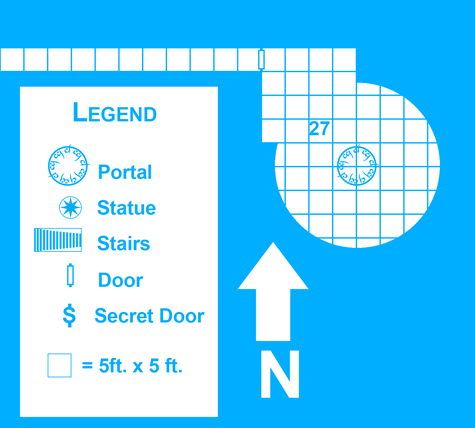 27
LEGEND
Portal
Statue
Stairs
Door
$ Secret Door
= 5ft. x 5 ft.
N